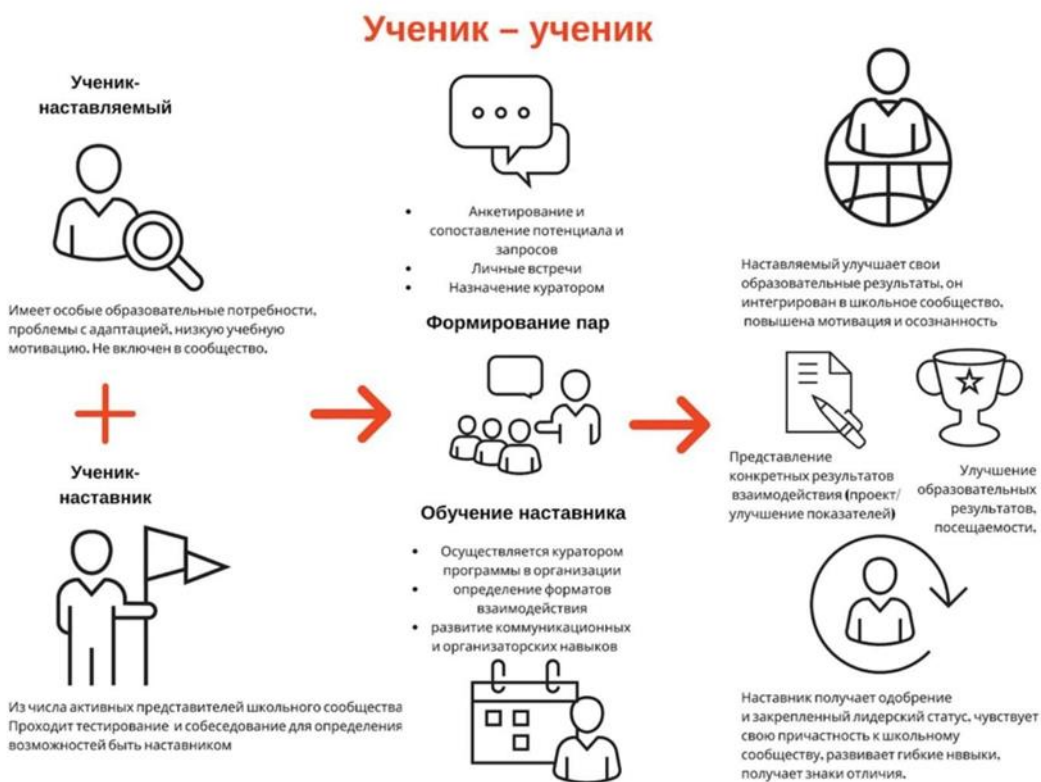 Ученик – ученик
Ученик-
наставляемый
Имеет особые образовательные потребности,
проблемы с адаптацией, низкую учебную
мотивацию. Не включен в сообщество.
Ученик-
наставник
Из числа активных представителей школьного сообщества
Проходит тестирование и собеседование для определения
возможностей быть наставником
• Анкетирование и
сопоставление потенциала и
запросов
• Личные встречи
• Назначение куратором
Формирование пар
Обучение наставника
• Осуществляется куратором
программы в организации
• определение форматов
взаимодействия
• развитие коммуникационных
и организаторских навыков
Наставляемый улучшает свои
образовательные результаты, он
интегрирован в школьное сообщество,
повышена мотивация и осознанность
Представление
конкретных результатов
взаимодействия (проект/
улучшение показателей)
Улучшение
образовательных
результатов,
посещаемости.
Наставник получает одобрение
и закрепленный лидерский статус, чувствует
свою причастность к школьному
сообществу, развивает гибкие нввыки,
получает знаки отличия.